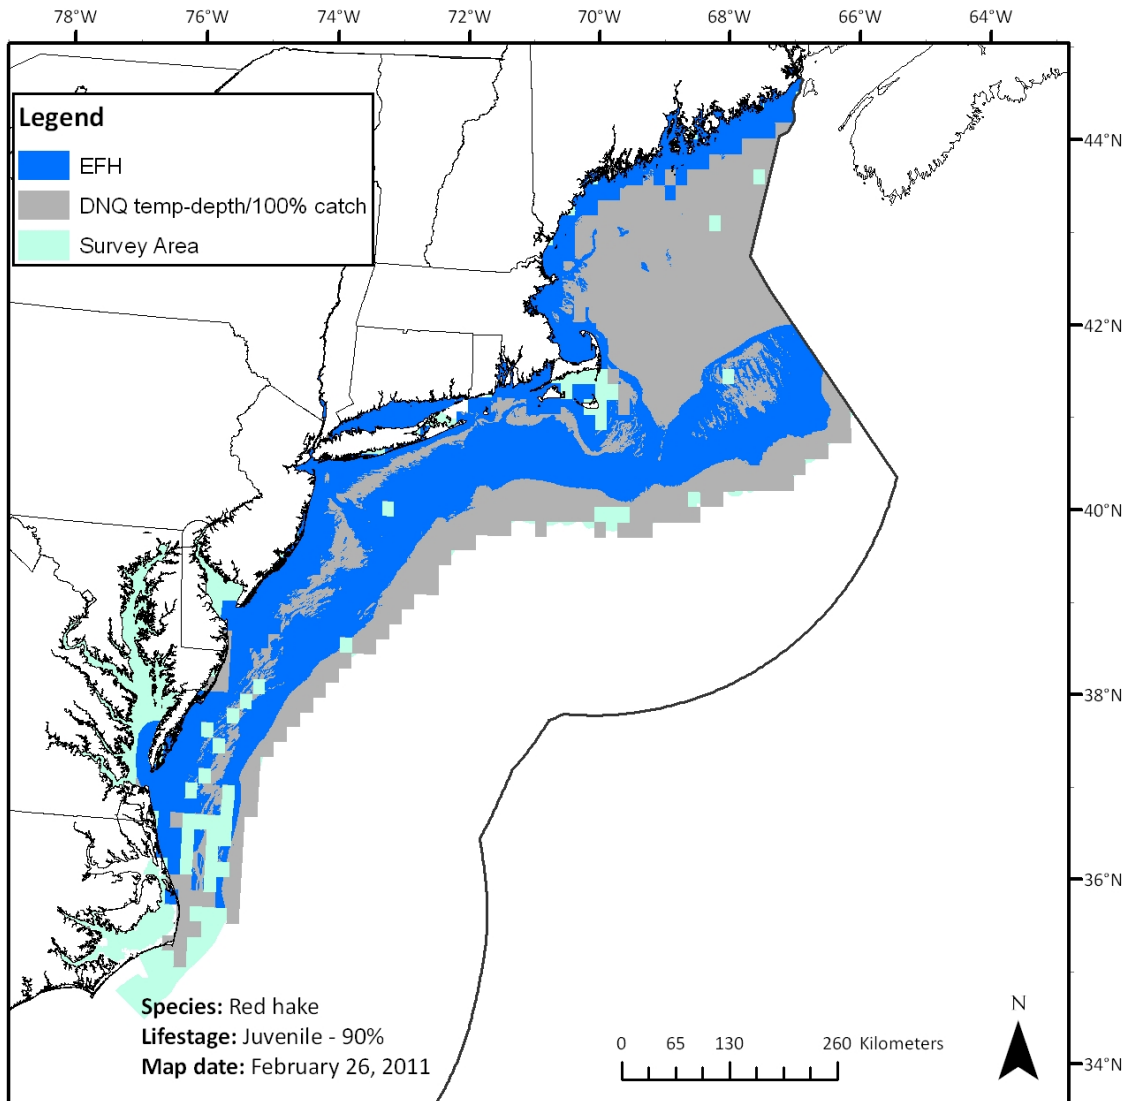 78°W 76°W 74°W 72°W 70°W 68°W 66°W 64°W
Legend
EFH
DNQ temp-depth/100% catch
Survey Area
44°N
42°N
40°N
38°N
36°N
34°N
Species: Red hake
Lifestage: Juvenile - 90%
Map date: February 26, 2011
0 65 130 260 Kilometers
N